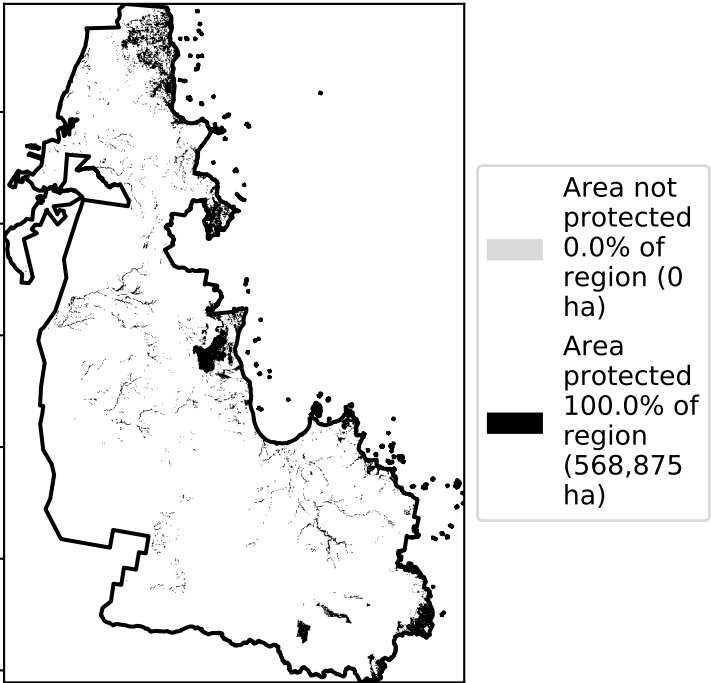 Area not
protected
0.0% of
region (0
ha)
Area
protected
100.0% of
region
(568,875
ha)